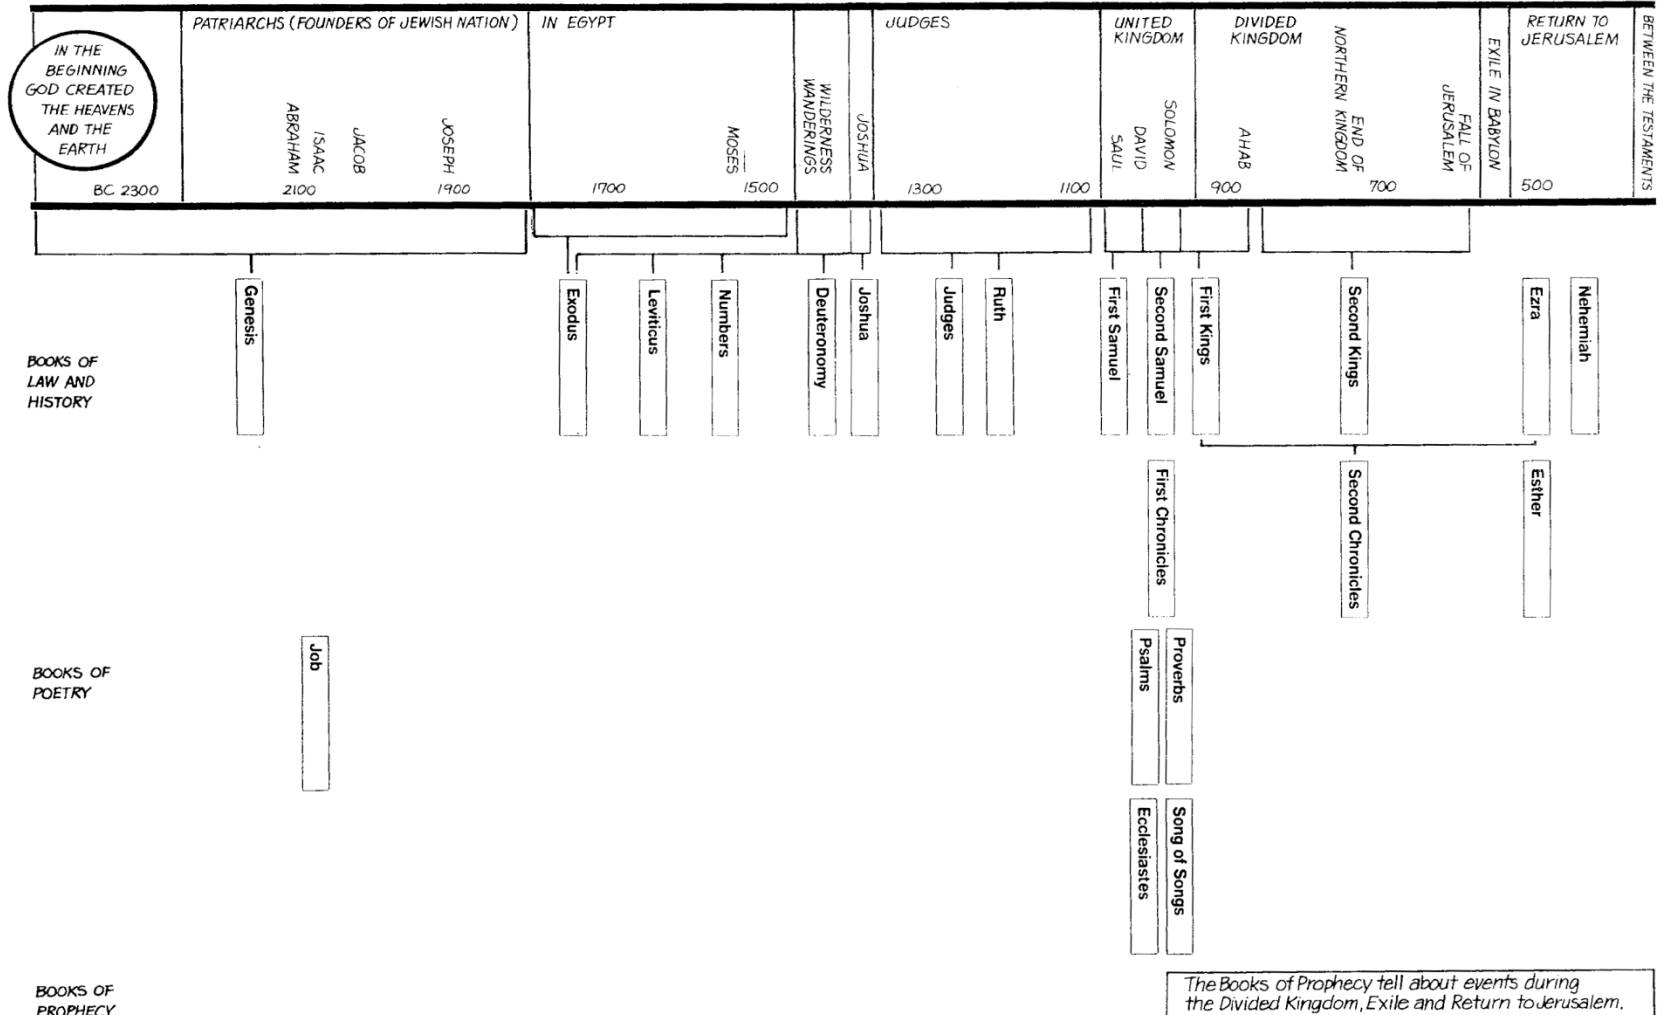 PATRIARCHS (FOUNDERS OF JEWISH NATION)
IN EGYPT
JUDGES
UNITED
KINGDOM
DIVIDED
KINGDOM
RETURN TO
JERUSALEM
BETWEEN THE TESTAMENTS
IN THE
BEGINNING
GOD CREATED
THE HEAVENS
AND THE
EARTH
ABRAHAM
ISAAC
JACOB
JOSEPH
MOSES
WILDERNESS
WANDERINGS
JOSHUA
SAUL
DAVID
SOLOMON
AHAB
END OF
NORTHERN KINGDOM
FALL OF
JERUSALEM
EXILE IN BABYLON
BC 2300
2100
1900
1700
1500
1300
1100
900
700
500
BOOKS OF
LAW AND
HISTORY
Genesis
Exodus
Leviticus
Numbers
Deuteronomy
Joshua
Judges
Ruth
First Samuel
Second Samuel
First Kings
Second Kings
Ezra
Nehemiah
First Chronicles
Second Chronicles
Esther
BOOKS OF
POETRY
Job
Psalms
Proverbs
Ecclesiastes
Song of Songs
BOOKS OF
PROPHECY
The Books of Prophecy tell about events during
the Divided Kingdom, Exile and Return to Jerusalem.